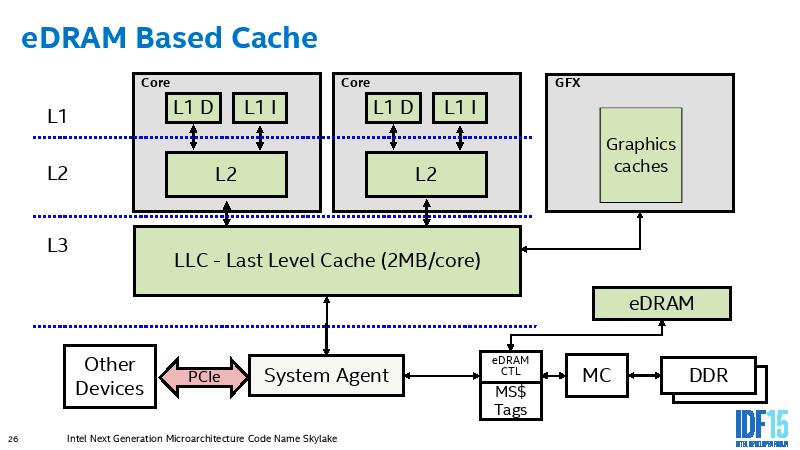 eDRAM Based Cache
Core
Core
GFX
L1
L1 D
L1 I
L1 D
L1 I
Graphics
caches
L2
L2
L2
L3
LLC - Last Level Cache (2MB/core)
eDRAM
Other
Devices
PCIe
System Agent
eDRAM
CTL
MS$
Tags
MC
DDR
26
Intel Next Generation Microarchitecture Code Name Skylake
IDF15
INTEL DEVELOPER FORUM